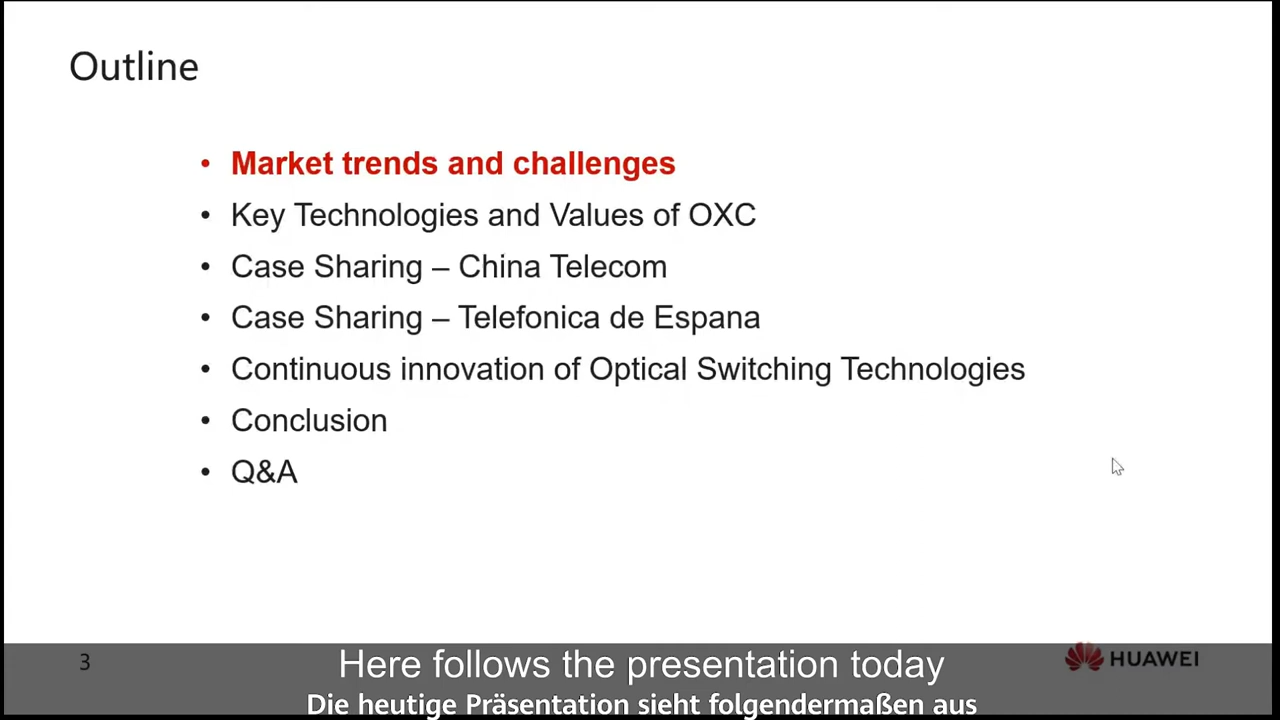 Outline
• Market trends and challenges
• Key Technologies and Values of OXC
• Case Sharing – China Telecom
• Case Sharing – Telefonica de Espana
• Continuous innovation of Optical Switching Technologies
• Conclusion
• Q&A
3
HUAWEI
Here follows the presentation today
Die heutige Präsentation sieht folgendermaßen aus